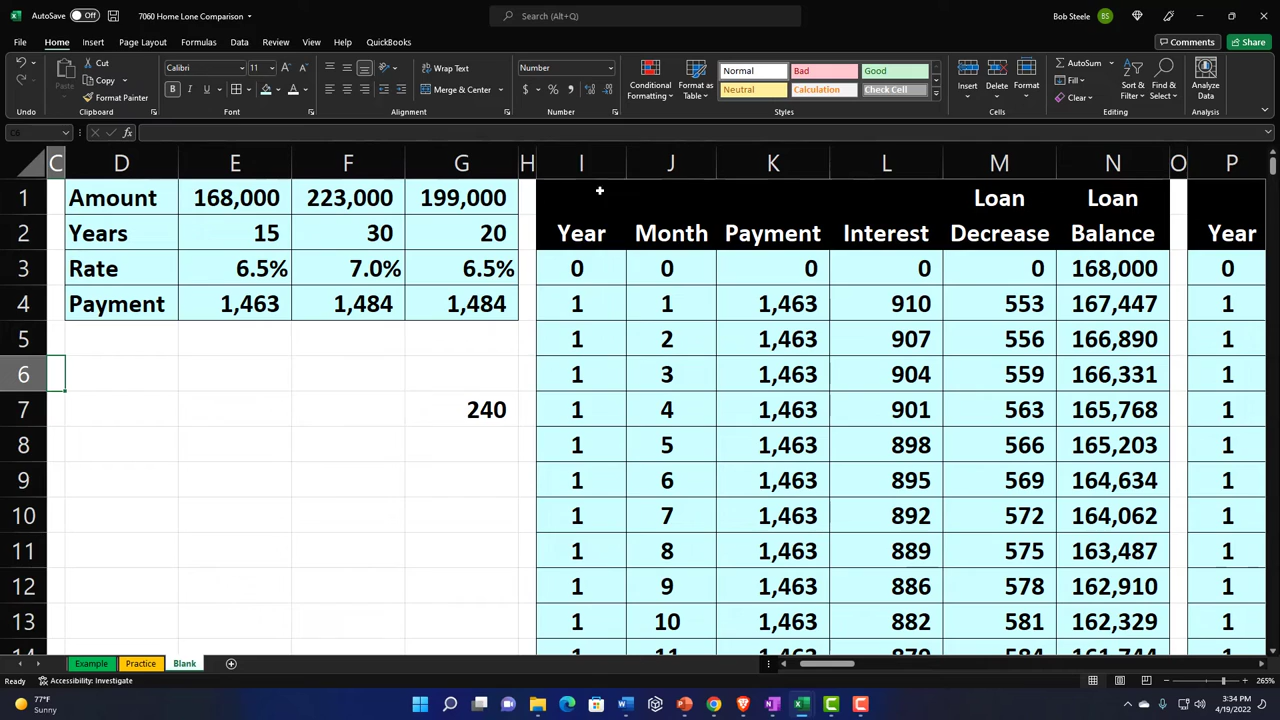 AutoSave Off 7060 Home Lone Comparison Search (Alt+Q) Bob Steele BS
File Home Insert Page Layout Formulas Data Review View Help QuickBooks Comments Share
Cut Copy Format Painter Paste
Calibri 11 Wrap Text Merge & Center Number
Conditional Formatting Format as Table Normal Bad Good Neutral Calculation Check Cell
Insert Delete Format AutoSum Fill Clear Sort & Filter Find & Select Analyze Data
Undo Clipboard Font Alignment Number Styles Cells Editing Analysis
C6 fx
C D E F G H I J K L M N O P
1 Amount 168,000 223,000 199,000 Loan Loan
2 Years 15 30 20 Year Month Payment Interest Decrease Balance Year
3 Rate 6.5% 7.0% 6.5% 0 0 0 0 0 168,000 0
4 Payment 1,463 1,484 1,484 1 1 1,463 910 553 167,447 1
5 1 2 1,463 907 556 166,890 1
6 1 3 1,463 904 559 166,331 1
7 240 1 4 1,463 901 563 165,768 1
8 1 5 1,463 898 566 165,203 1
9 1 6 1,463 895 569 164,634 1
10 1 7 1,463 892 572 164,062 1
11 1 8 1,463 889 575 163,487 1
12 1 9 1,463 886 578 162,910 1
13 1 10 1,463 882 581 162,329 1
14 1 11 1,463 879 584 161,744 1
Example Practice Blank
Ready Accessibility: Investigate 265%
77°F
Sunny
3:34 PM
4/19/2022